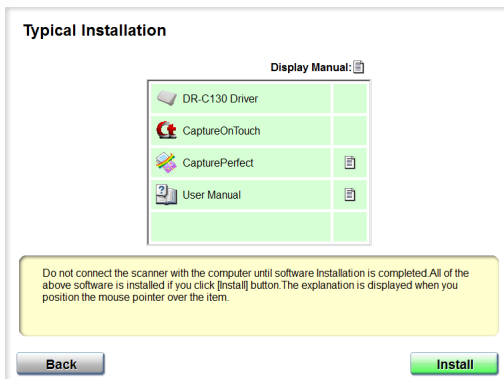 Typical Installation
Display Manual:
DR-C130 Driver
CaptureOnTouch
CapturePerfect
User Manual
Do not connect the scanner with the computer until software Installation is completed.All of the
above software is installed if you click [Install] button.The explanation is displayed when you
position the mouse pointer over the item.
Back
Install